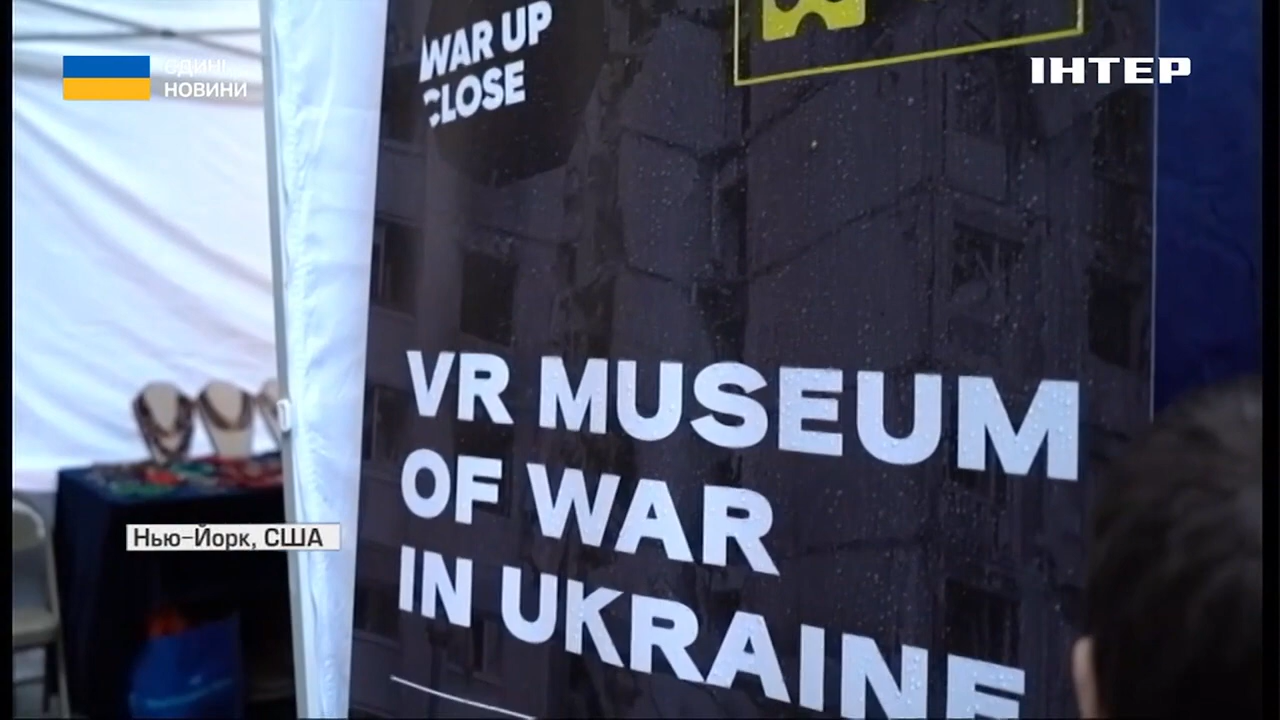 ЄДИНІ
НОВИНИ
ІНТЕР
WAR UP
CLOSE
VR MUSEUM
OF WAR
IN UKRAINE
Нью-Йорк, США